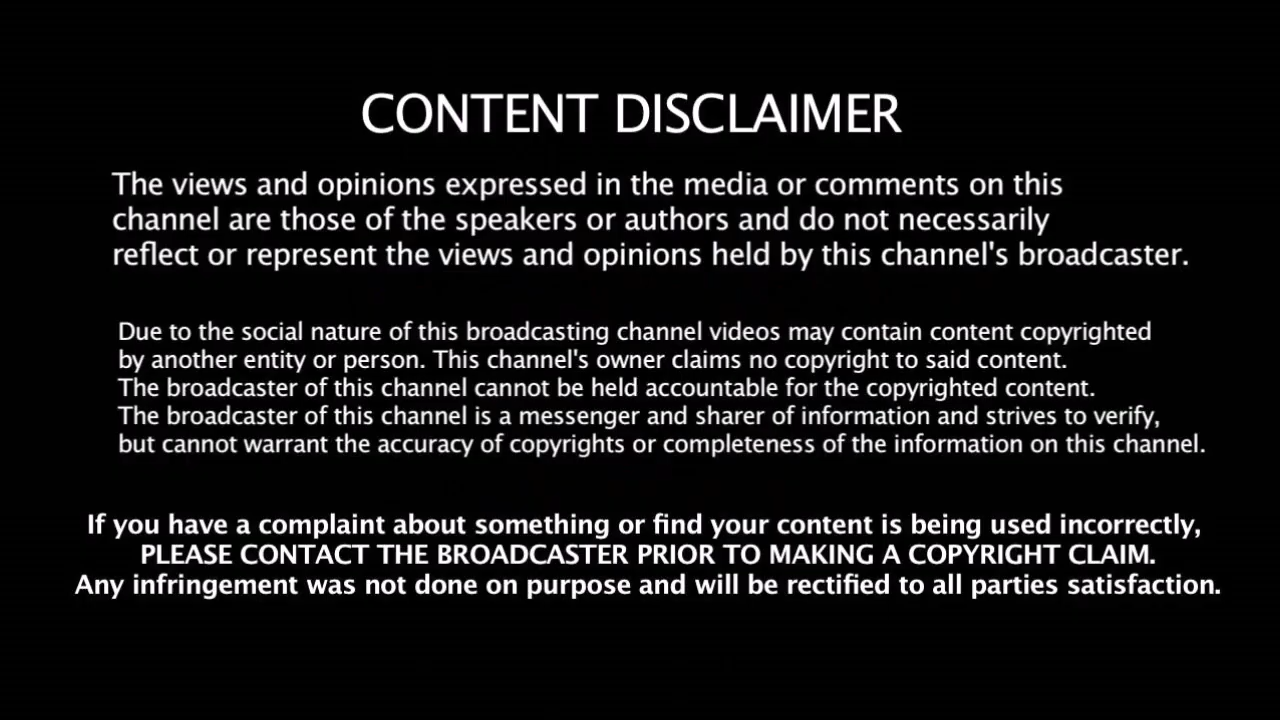 CONTENT DISCLAIMER
The views and opinions expressed in the media or comments on this
channel are those of the speakers or authors and do not necessarily
reflect or represent the views and opinions held by this channel's broadcaster.
Due to the social nature of this broadcasting channel videos may contain content copyrighted
by another entity or person. This channel's owner claims no copyright to said content.
The broadcaster of this channel cannot be held accountable for the copyrighted content.
The broadcaster of this channel is a messenger and sharer of information and strives to verify,
but cannot warrant the accuracy of copyrights or completeness of the information on this channel.
If you have a complaint about something or find your content is being used incorrectly,
PLEASE CONTACT THE BROADCASTER PRIOR TO MAKING A COPYRIGHT CLAIM.
Any infringement was not done on purpose and will be rectified to all parties satisfaction.